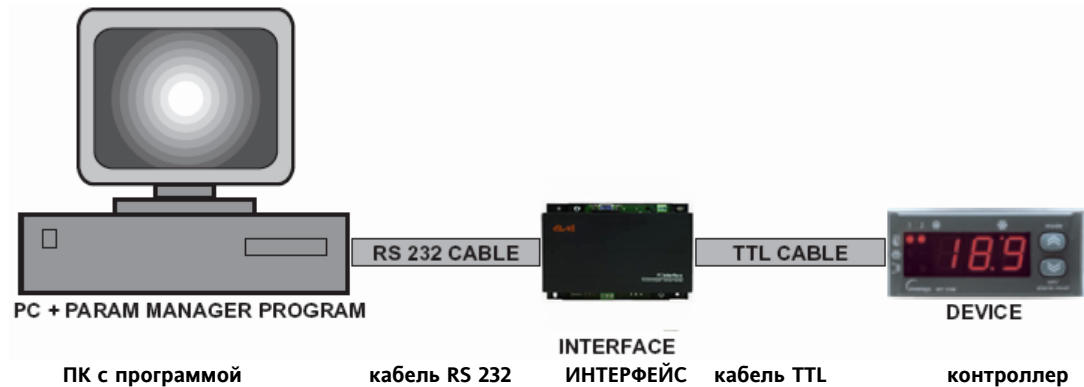 18.9
RS 232 CABLE
TTL CABLE
PC + PARAM MANAGER PROGRAM
DEVICE
INTERFACE
ПК с программой кабель RS 232 ИНТЕРФЕЙС кабель TTL контроллер